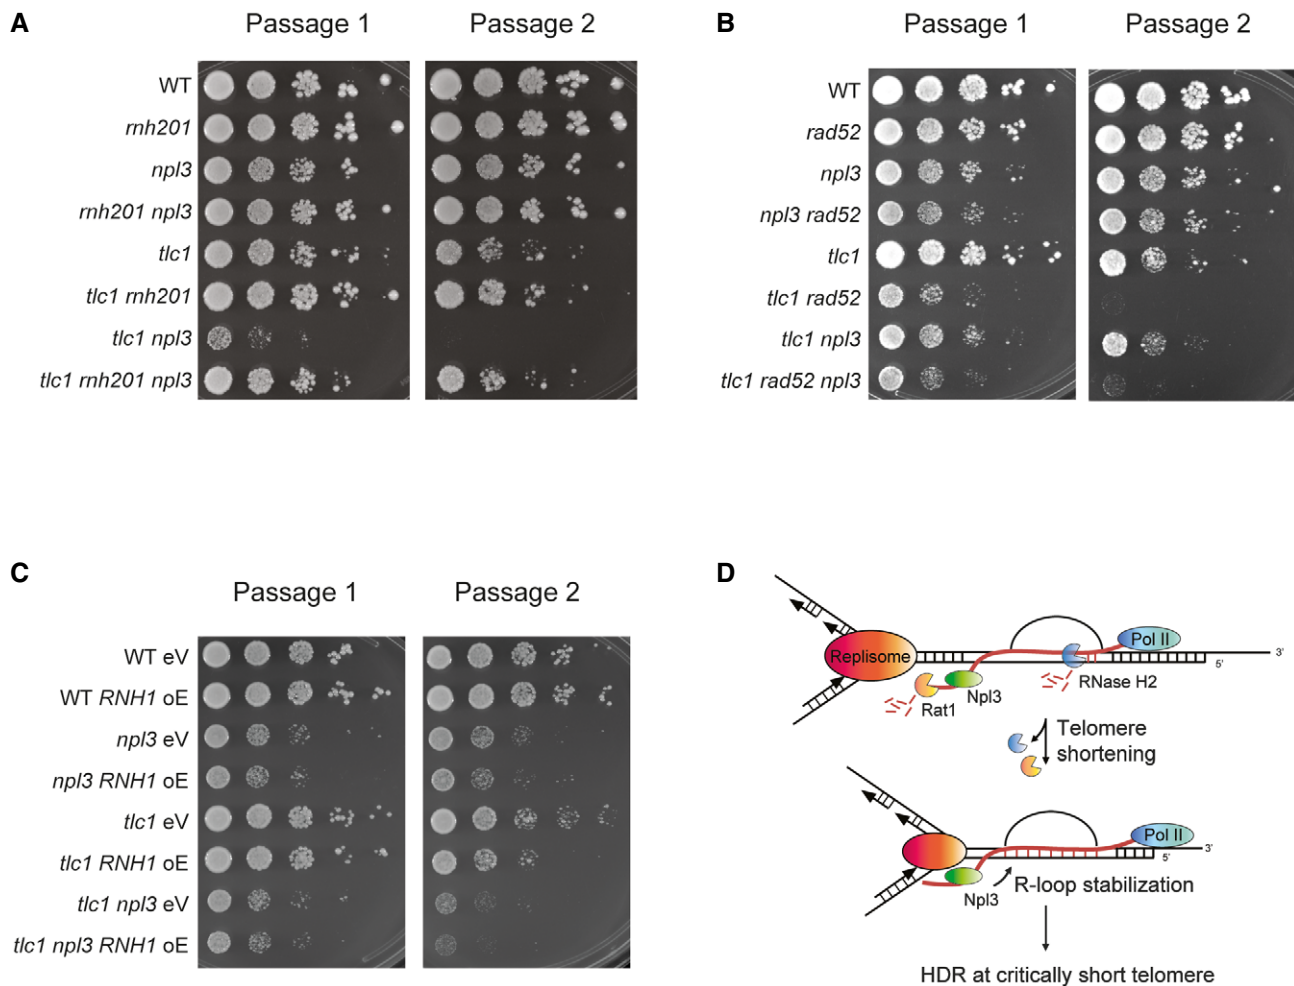 A
Passage 1
Passage 2
WT
rnh201
npl3
rnh201 npl3
tlc1
tlc1 rnh201
tlc1 npl3
tlc1 rnh201 npl3
B
Passage 1
Passage 2
WT
rad52
npl3
npl3 rad52
tlc1
tlc1 rad52
tlc1 npl3
tlc1 rad52 npl3
C
Passage 1
Passage 2
WT eV
WT RNH1 oE
npl3 eV
npl3 RNH1 oE
tlc1 eV
tlc1 RNH1 oE
tlc1 npl3 eV
tlc1 npl3 RNH1 oE
D
Replisome
Pol II
3'
5'
RNase H2
Npl3
Rat1
Telomere
shortening
Pol II
3'
5'
Npl3
R-loop stabilization
HDR at critically short telomere